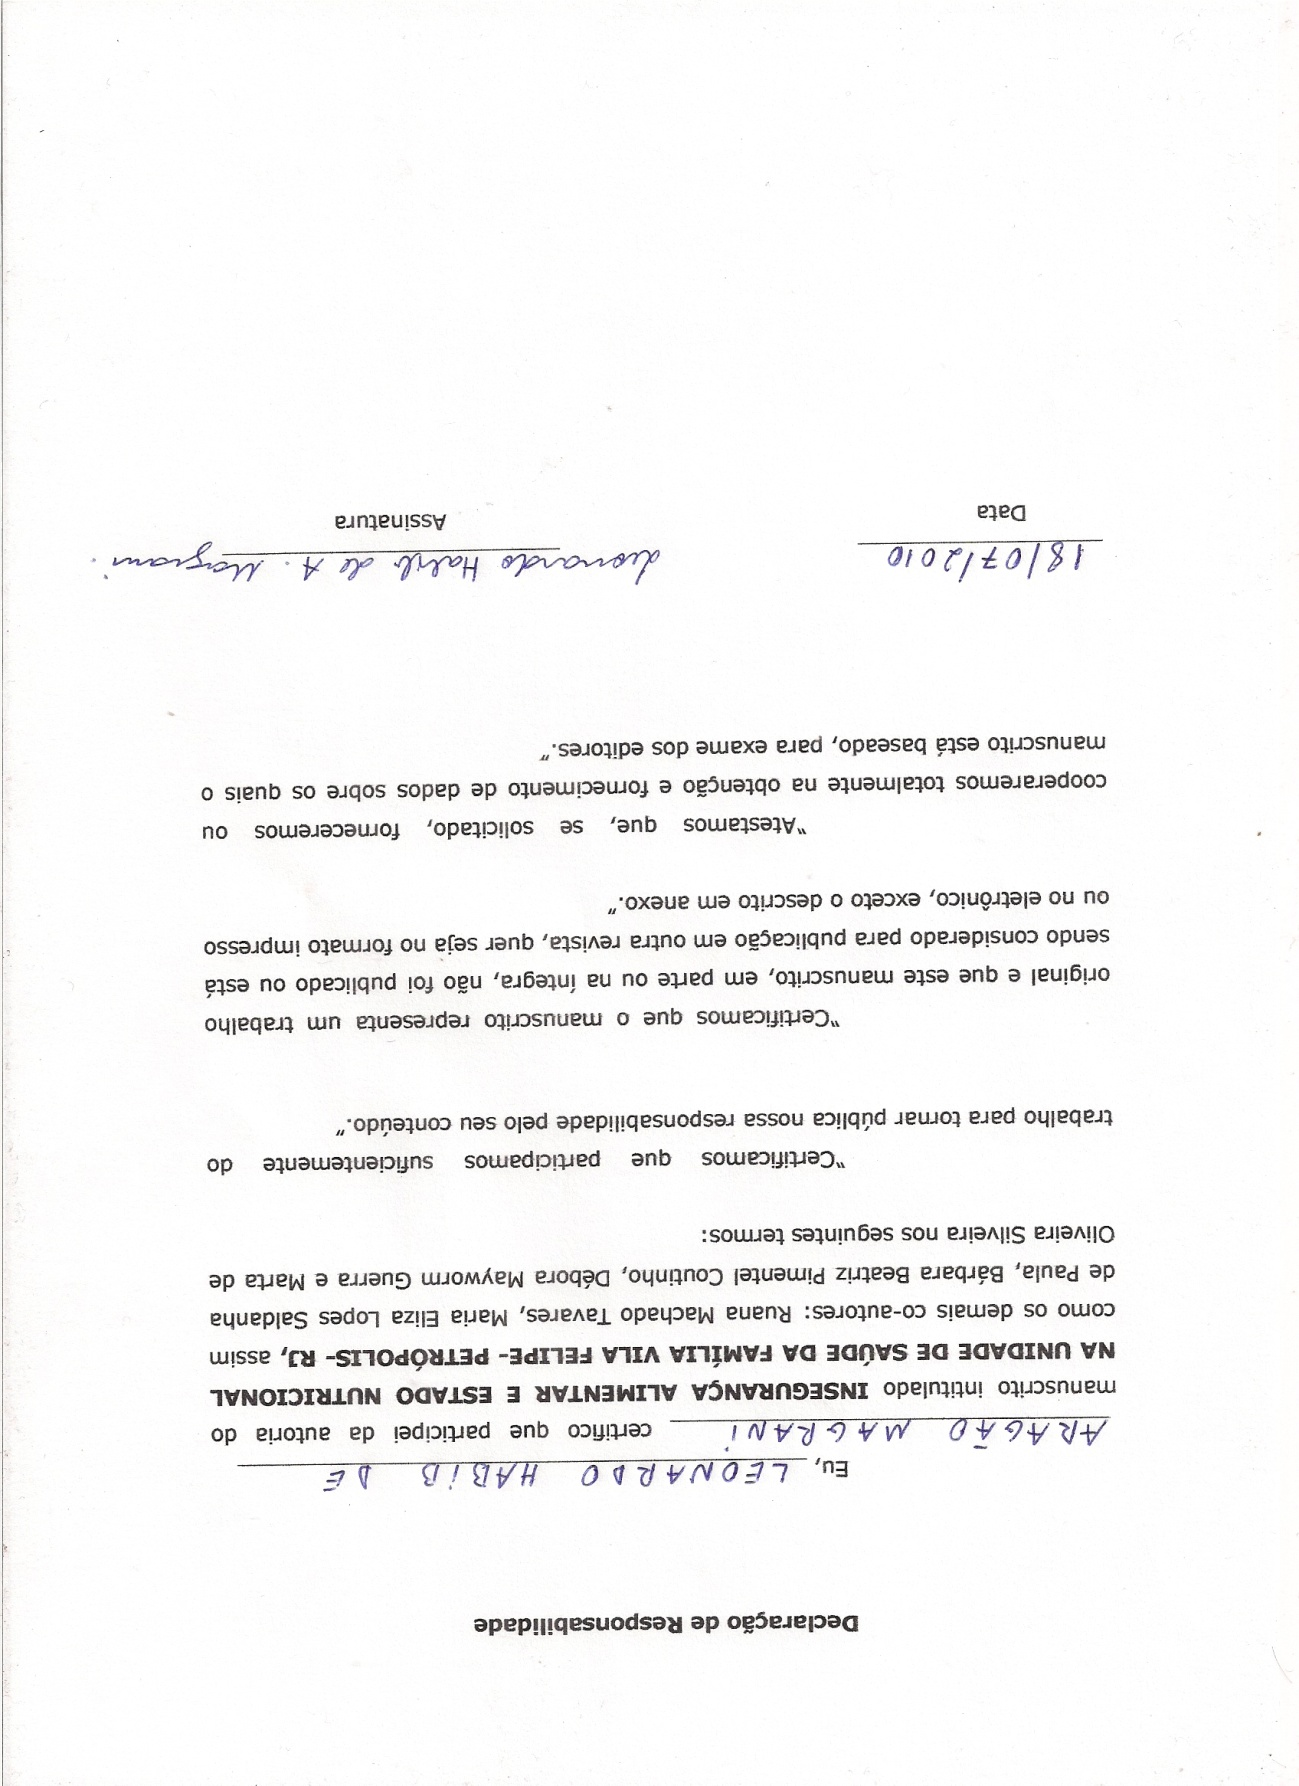 Declaração de Responsabilidade
Eu, LEONARDO HABIB DE
ARAGÃO MAGRANI certifico que participei da autoria do
manuscrito intitulado INSEGURANÇA ALIMENTAR E ESTADO NUTRICIONAL
NA UNIDADE DE SAÚDE DA FAMÍLIA VILA FELIPE- PETRÓPOLIS- RJ, assim
como os demais co-autores: Ruana Machado Tavares, Maria Eliza Lopes Saldanha
de Paula, Bárbara Beatriz Pimentel Coutinho, Débora Mayworm Guerra e Marta de
Oliveira Silveira nos seguintes termos:
“Certificamos que participamos suficientemente do
trabalho para tornar pública nossa responsabilidade pelo seu conteúdo.”
“Certificamos que o manuscrito representa um trabalho
original e que este manuscrito, em parte ou na íntegra, não foi publicado ou está
sendo considerado para publicação em outra revista, quer seja no formato impresso
ou no eletrônico, exceto o descrito em anexo.”
“Atestamos que, se solicitado, forneceremos ou
cooperaremos totalmente na obtenção e fornecimento de dados sobre os quais o
manuscrito está baseado, para exame dos editores.”
18/07/2010 Leonardo Habib de A. Magrani.
Data Assinatura